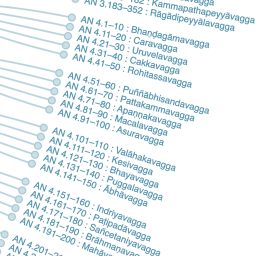 : Kammapathapeyyāvagga
AN 3.183–352 : Rāgādipeyyālavagga
AN 4.1–10 : Bhaṇḍagāmavagga
AN 4.11–20 : Caravagga
AN 4.21–30 : Uruvelavagga
AN 4.31–40 : Cakkavagga
AN 4.41–50 : Rohitassavagga
AN 4.51–60 : Puññābhisandavagga
AN 4.61–70 : Pattakammavagga
AN 4.71–80 : Apaṇṇakavagga
AN 4.81–90 : Macalavagga
AN 4.91–100 : Asuravagga
AN 4.101–110 : Valāhakavagga
AN 4.111–120 : Kesivagga
AN 4.121–130 : Bhayavagga
AN 4.131–140 : Puggalavagga
AN 4.141–150 : Ābhāvagga
AN 4.151–160 : Indriyavagga
AN 4.161–170 : Paṭipadāvagga
AN 4.171–180 : Sañcetaniyavagga
AN 4.181–190 : Brāhmaṇavagga
AN 4.191–200 : Mahāv
AN 4.201–2